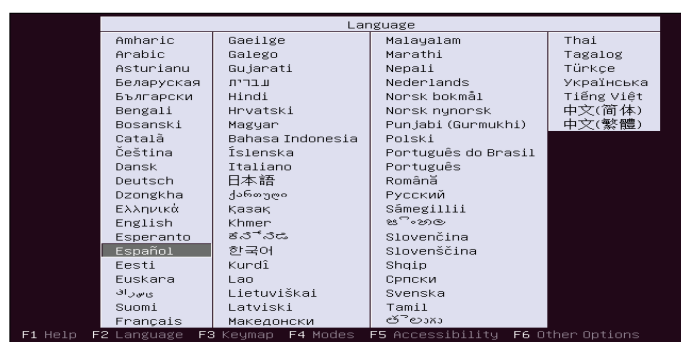 Language
Amharic
Arabic
Asturianu
Беларуская
Български
Bengali
Bosanski
Català
Čeština
Dansk
Deutsch
Dzongkha
Ελληνικά
English
Esperanto
Español
Eesti
Euskara
فارسی
Suomi
Français
Gaeilge
Galego
Gujarati
עברית
Hindi
Hrvatski
Magyar
Bahasa Indonesia
Íslenska
Italiano
日本語
ქართული
Қазақ
Khmer
ಕನ್ನಡ
한국어
Kurdî
Lao
Lietuviškai
Latviski
Македонски
Malayalam
Marathi
Nepali
Nederlands
Norsk bokmål
Norsk nynorsk
Punjabi (Gurmukhi)
Polski
Português do Brasil
Português
Română
Русский
Sámegillii
සිංහල
Slovenčina
Slovenščina
Shqip
Српски
Svenska
Tamil
తెలుగు
Thai
Tagalog
Türkçe
Українська
Tiếng Việt
中文(简体)
中文(繁體)
F1 Help F2 Language F3 Keymap F4 Modes F5 Accessibility F6 Other Options